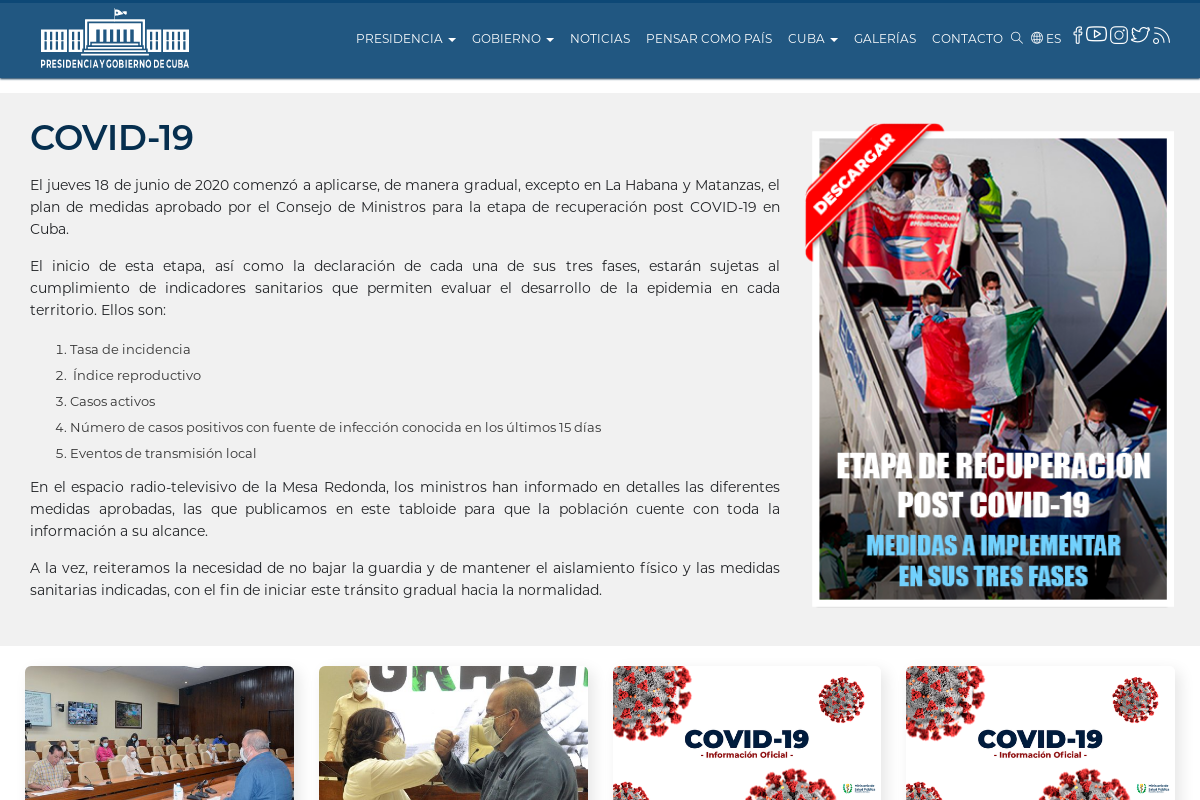 PRESIDENCIA Y GOBIERNO DE CUBA
PRESIDENCIA GOBIERNO NOTICIAS PENSAR COMO PAÍS CUBA GALERÍAS CONTACTO ES
COVID-19
El jueves 18 de junio de 2020 comenzó a aplicarse, de manera gradual, excepto en La Habana y Matanzas, el
plan de medidas aprobado por el Consejo de Ministros para la etapa de recuperación post COVID-19 en
Cuba.
El inicio de esta etapa, así como la declaración de cada una de sus tres fases, estarán sujetas al
cumplimiento de indicadores sanitarios que permiten evaluar el desarrollo de la epidemia en cada
territorio. Ellos son:
1. Tasa de incidencia
2. Índice reproductivo
3. Casos activos
4. Número de casos positivos con fuente de infección conocida en los últimos 15 días
5. Eventos de transmisión local
En el espacio radio-televisivo de la Mesa Redonda, los ministros han informado en detalles las diferentes
medidas aprobadas, las que publicamos en este tabloide para que la población cuente con toda la
información a su alcance.
A la vez, reiteramos la necesidad de no bajar la guardia y de mantener el aislamiento físico y las medidas
sanitarias indicadas, con el fin de iniciar este tránsito gradual hacia la normalidad.
DESCARGAR
ETAPA DE RECUPERACIÓN
POST COVID-19
MEDIDAS A IMPLEMENTAR
EN SUS TRES FASES
COVID-19
- Información Oficial -
COVID-19
- Información Oficial -